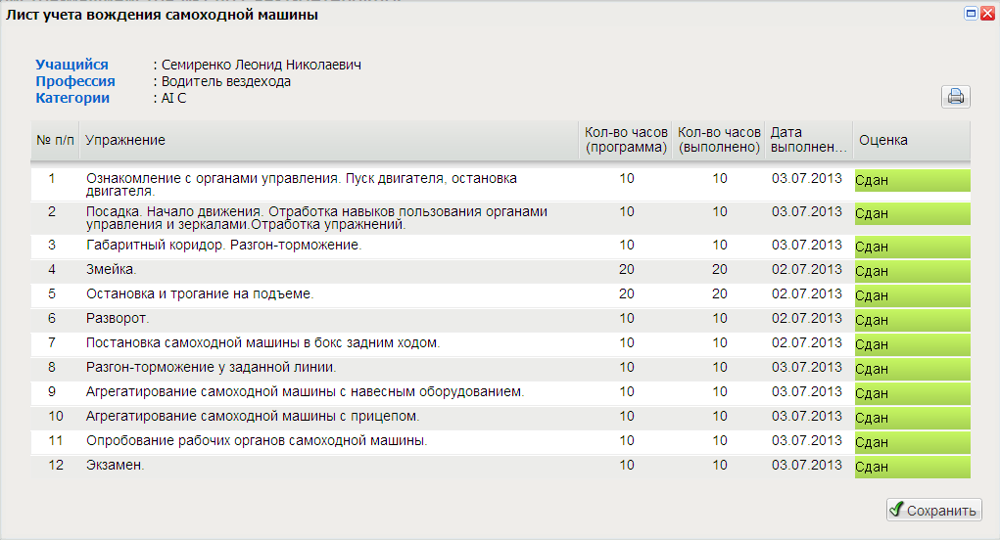 Лист учета вождения самоходной машины
Учащийся : Семиренко Леонид Николаевич
Профессия : Водитель вездехода
Категории : AI C
№ п/п Упражнение Кол-во часов (программа) Кол-во часов (выполнено) Дата выполнен... Оценка
1 Ознакомление с органами управления. Пуск двигателя, остановка 10 10 03.07.2013 Сдан
двигателя.
2 Посадка. Начало движения. Отработка навыков пользования органами 10 10 03.07.2013 Сдан
управления и зеркалами.Отработка упражнений.
3 Габаритный коридор. Разгон-торможение. 10 10 03.07.2013 Сдан
4 Змейка. 20 20 02.07.2013 Сдан
5 Остановка и трогание на подъеме. 20 20 02.07.2013 Сдан
6 Разворот. 10 10 02.07.2013 Сдан
7 Постановка самоходной машины в бокс задним ходом. 10 10 02.07.2013 Сдан
8 Разгон-торможение у заданной линии. 10 10 03.07.2013 Сдан
9 Агрегатирование самоходной машины с навесным оборудованием. 10 10 03.07.2013 Сдан
10 Агрегатирование самоходной машины с прицепом. 10 10 03.07.2013 Сдан
11 Опробование рабочих органов самоходной машины. 10 10 03.07.2013 Сдан
12 Экзамен. 10 10 03.07.2013 Сдан
Сохранить